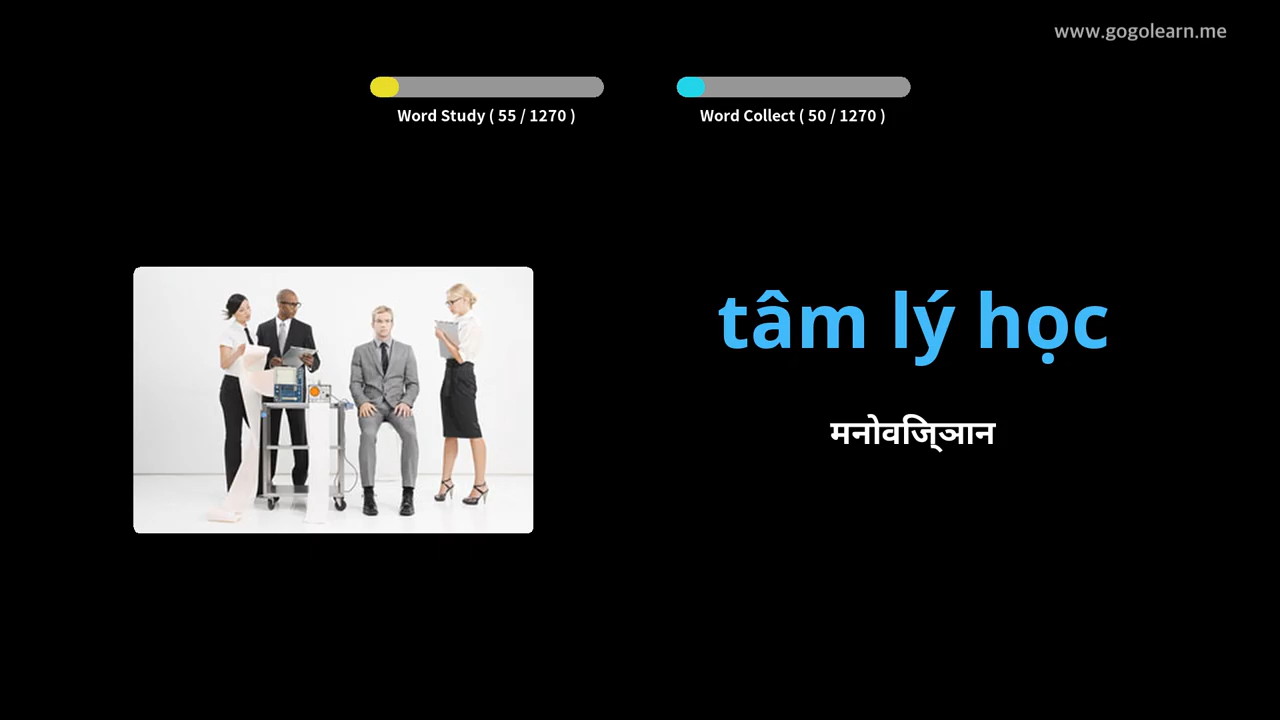 www.gogolearn.me
Word Study ( 55 / 1270 )
Word Collect ( 50 / 1270 )
tâm lý học
मनोविज्ञान